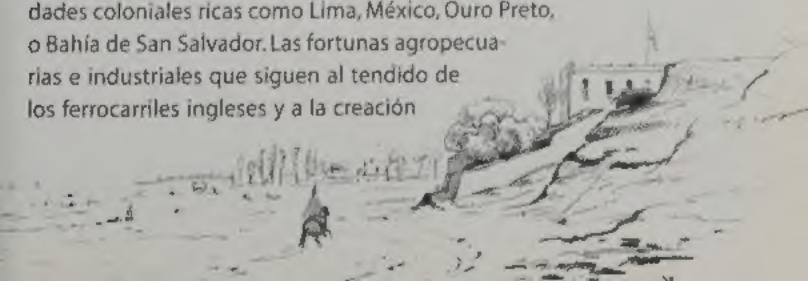 dades coloniales ricas como Lima, México, Ouro Preto,
o Bahía de San Salvador. Las fortunas agropecua-
rias e industriales que siguen al tendido de
los ferrocarriles ingleses y a la creación